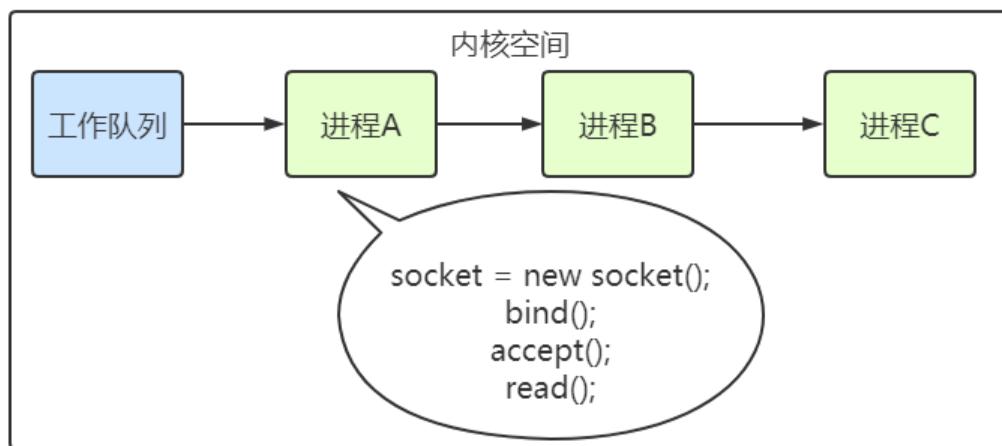 内核空间
工作队列
进程A
进程B
进程C
socket = new socket();
bind();
accept();
read();